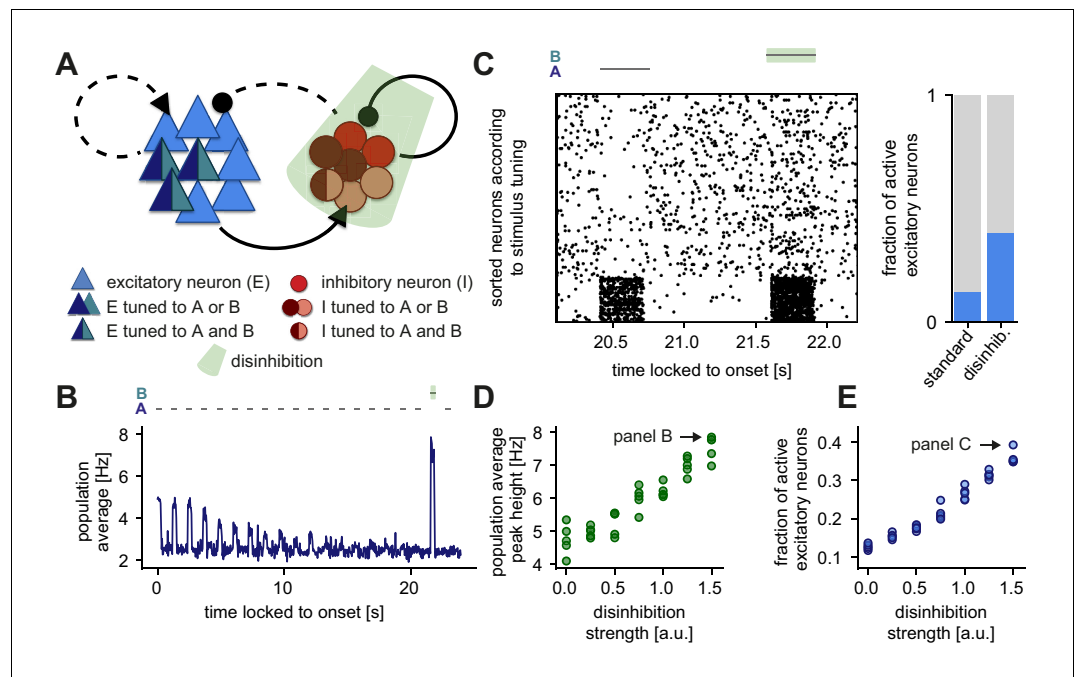 A
excitatory neuron (E)
E tuned to A or B
E tuned to A and B
inhibitory neuron (I)
I tuned to A or B
I tuned to A and B
disinhibition
B
B
A
population
average [Hz]
8
6
4
2
0
10
20
time locked to onset [s]
C
B
A
sorted neurons according
to stimulus tuning
20.5
21.0
21.5
22.0
time locked to onset [s]
fraction of active
excitatory neurons
1
0
standard
disinhib.
D
population average
peak height [Hz]
8
7
6
5
4
panel B
0.0
0.5
1.0
1.5
disinhibition
strength [a.u.]
E
fraction of active
excitatory neurons
0.4
0.3
0.2
0.1
panel C
0.0
0.5
1.0
1.5
disinhibition
strength [a.u.]